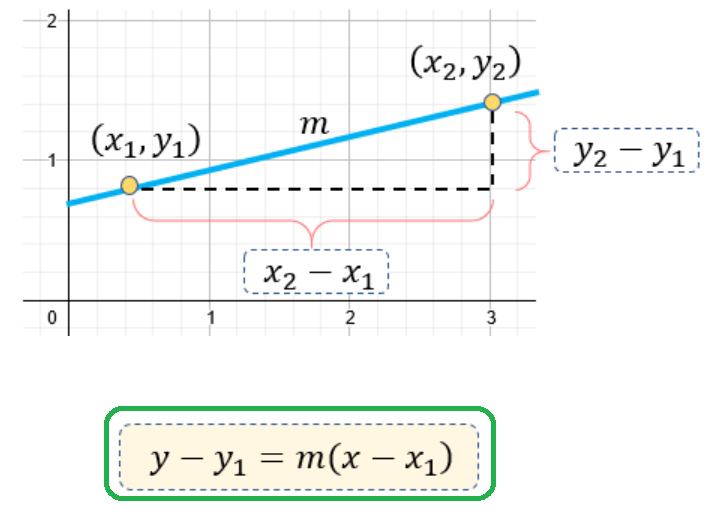 2
(x₂, y₂)
m
(x₁, y₁)
1
y₂ − y₁
x₂ − x₁
0 1 2 3
y − y₁ = m(x − x₁)